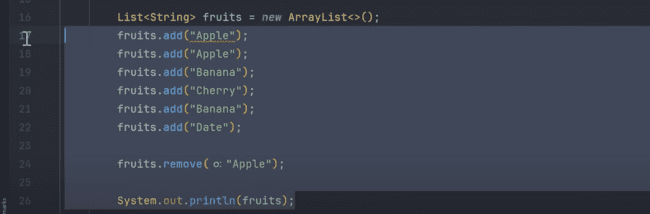 16 List<String> fruits = new ArrayList<>();
17 fruits.add("Apple");
18 fruits.add("Apple");
19 fruits.add("Banana");
20 fruits.add("Cherry");
21 fruits.add("Banana");
22 fruits.add("Date");
23
24 fruits.remove( o: "Apple");
25
26 System.out.println(fruits);